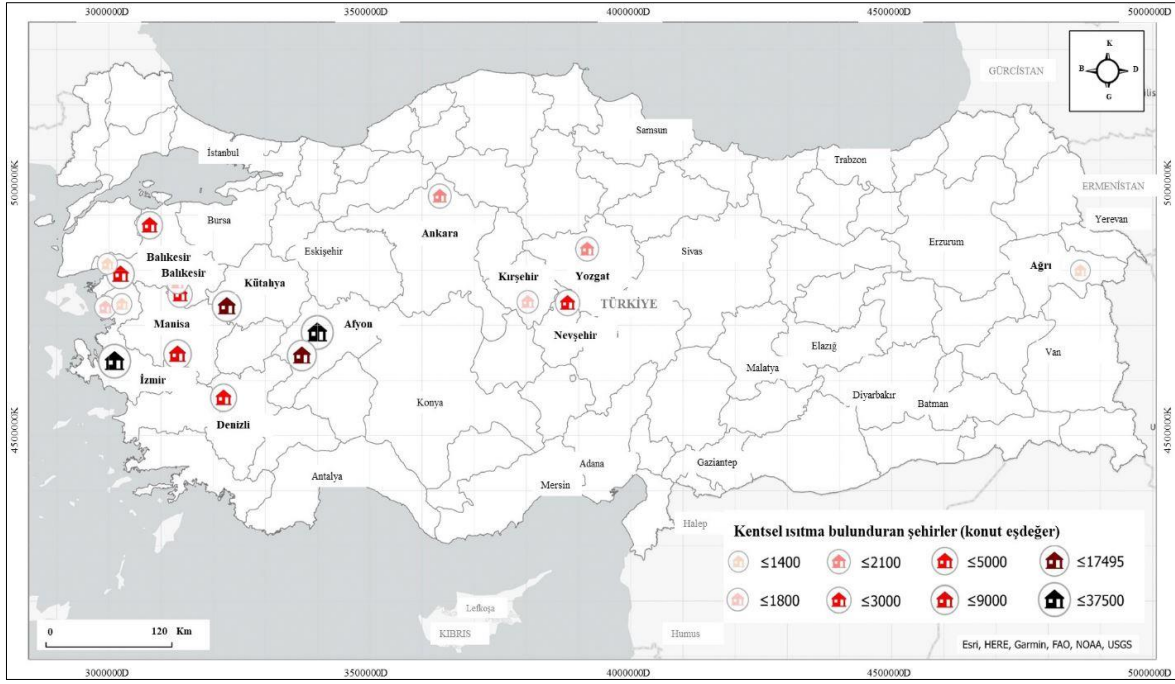 3000000D 3500000D 4000000D 4500000D 5000000D
K
B D
G
GÜRCİSTAN
Samsun
İstanbul
Trabzon
5000000K
5000000K
ERMENİSTAN
Yerevan
Bursa
Ankara
Eskişehir
Sivas
Erzurum
Balıkesir
Balıkesir
Kütahya
Kırşehir
Yozgat
Ağrı
TÜRKİYE
Manisa
Afyon
Nevşehir
Elazığ
Van
Malatya
İzmir
Konya
Diyarbakır
Batman
Denizli
4500000K
4500000K
Adana
Gaziantep
Antalya
Mersin
Halep
Kentsel ısıtma bulunduran şehirler (konut eşdeğer)
≤1400 ≤2100 ≤5000 ≤17495
≤1800 ≤3000 ≤9000 ≤37500
Lefkoşa
KIBRIS
Humus
0 120 Km
Esri, HERE, Garmin, FAO, NOAA, USGS
3000000D 3500000D 4000000D 4500000D 5000000D